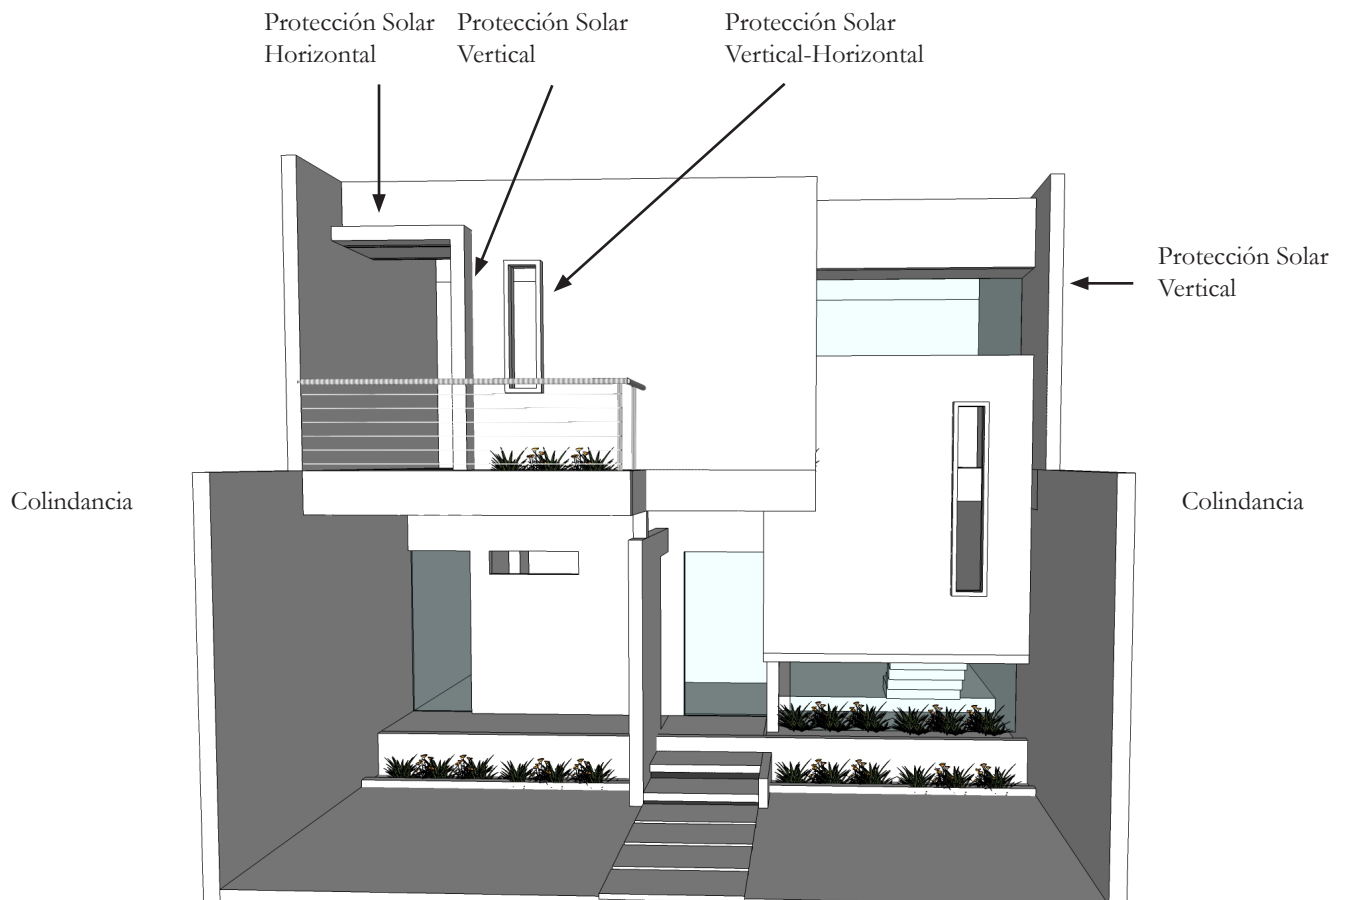 Protección Solar
Horizontal
Protección Solar
Vertical
Protección Solar
Vertical-Horizontal
Protección Solar
Vertical
Colindancia
Colindancia